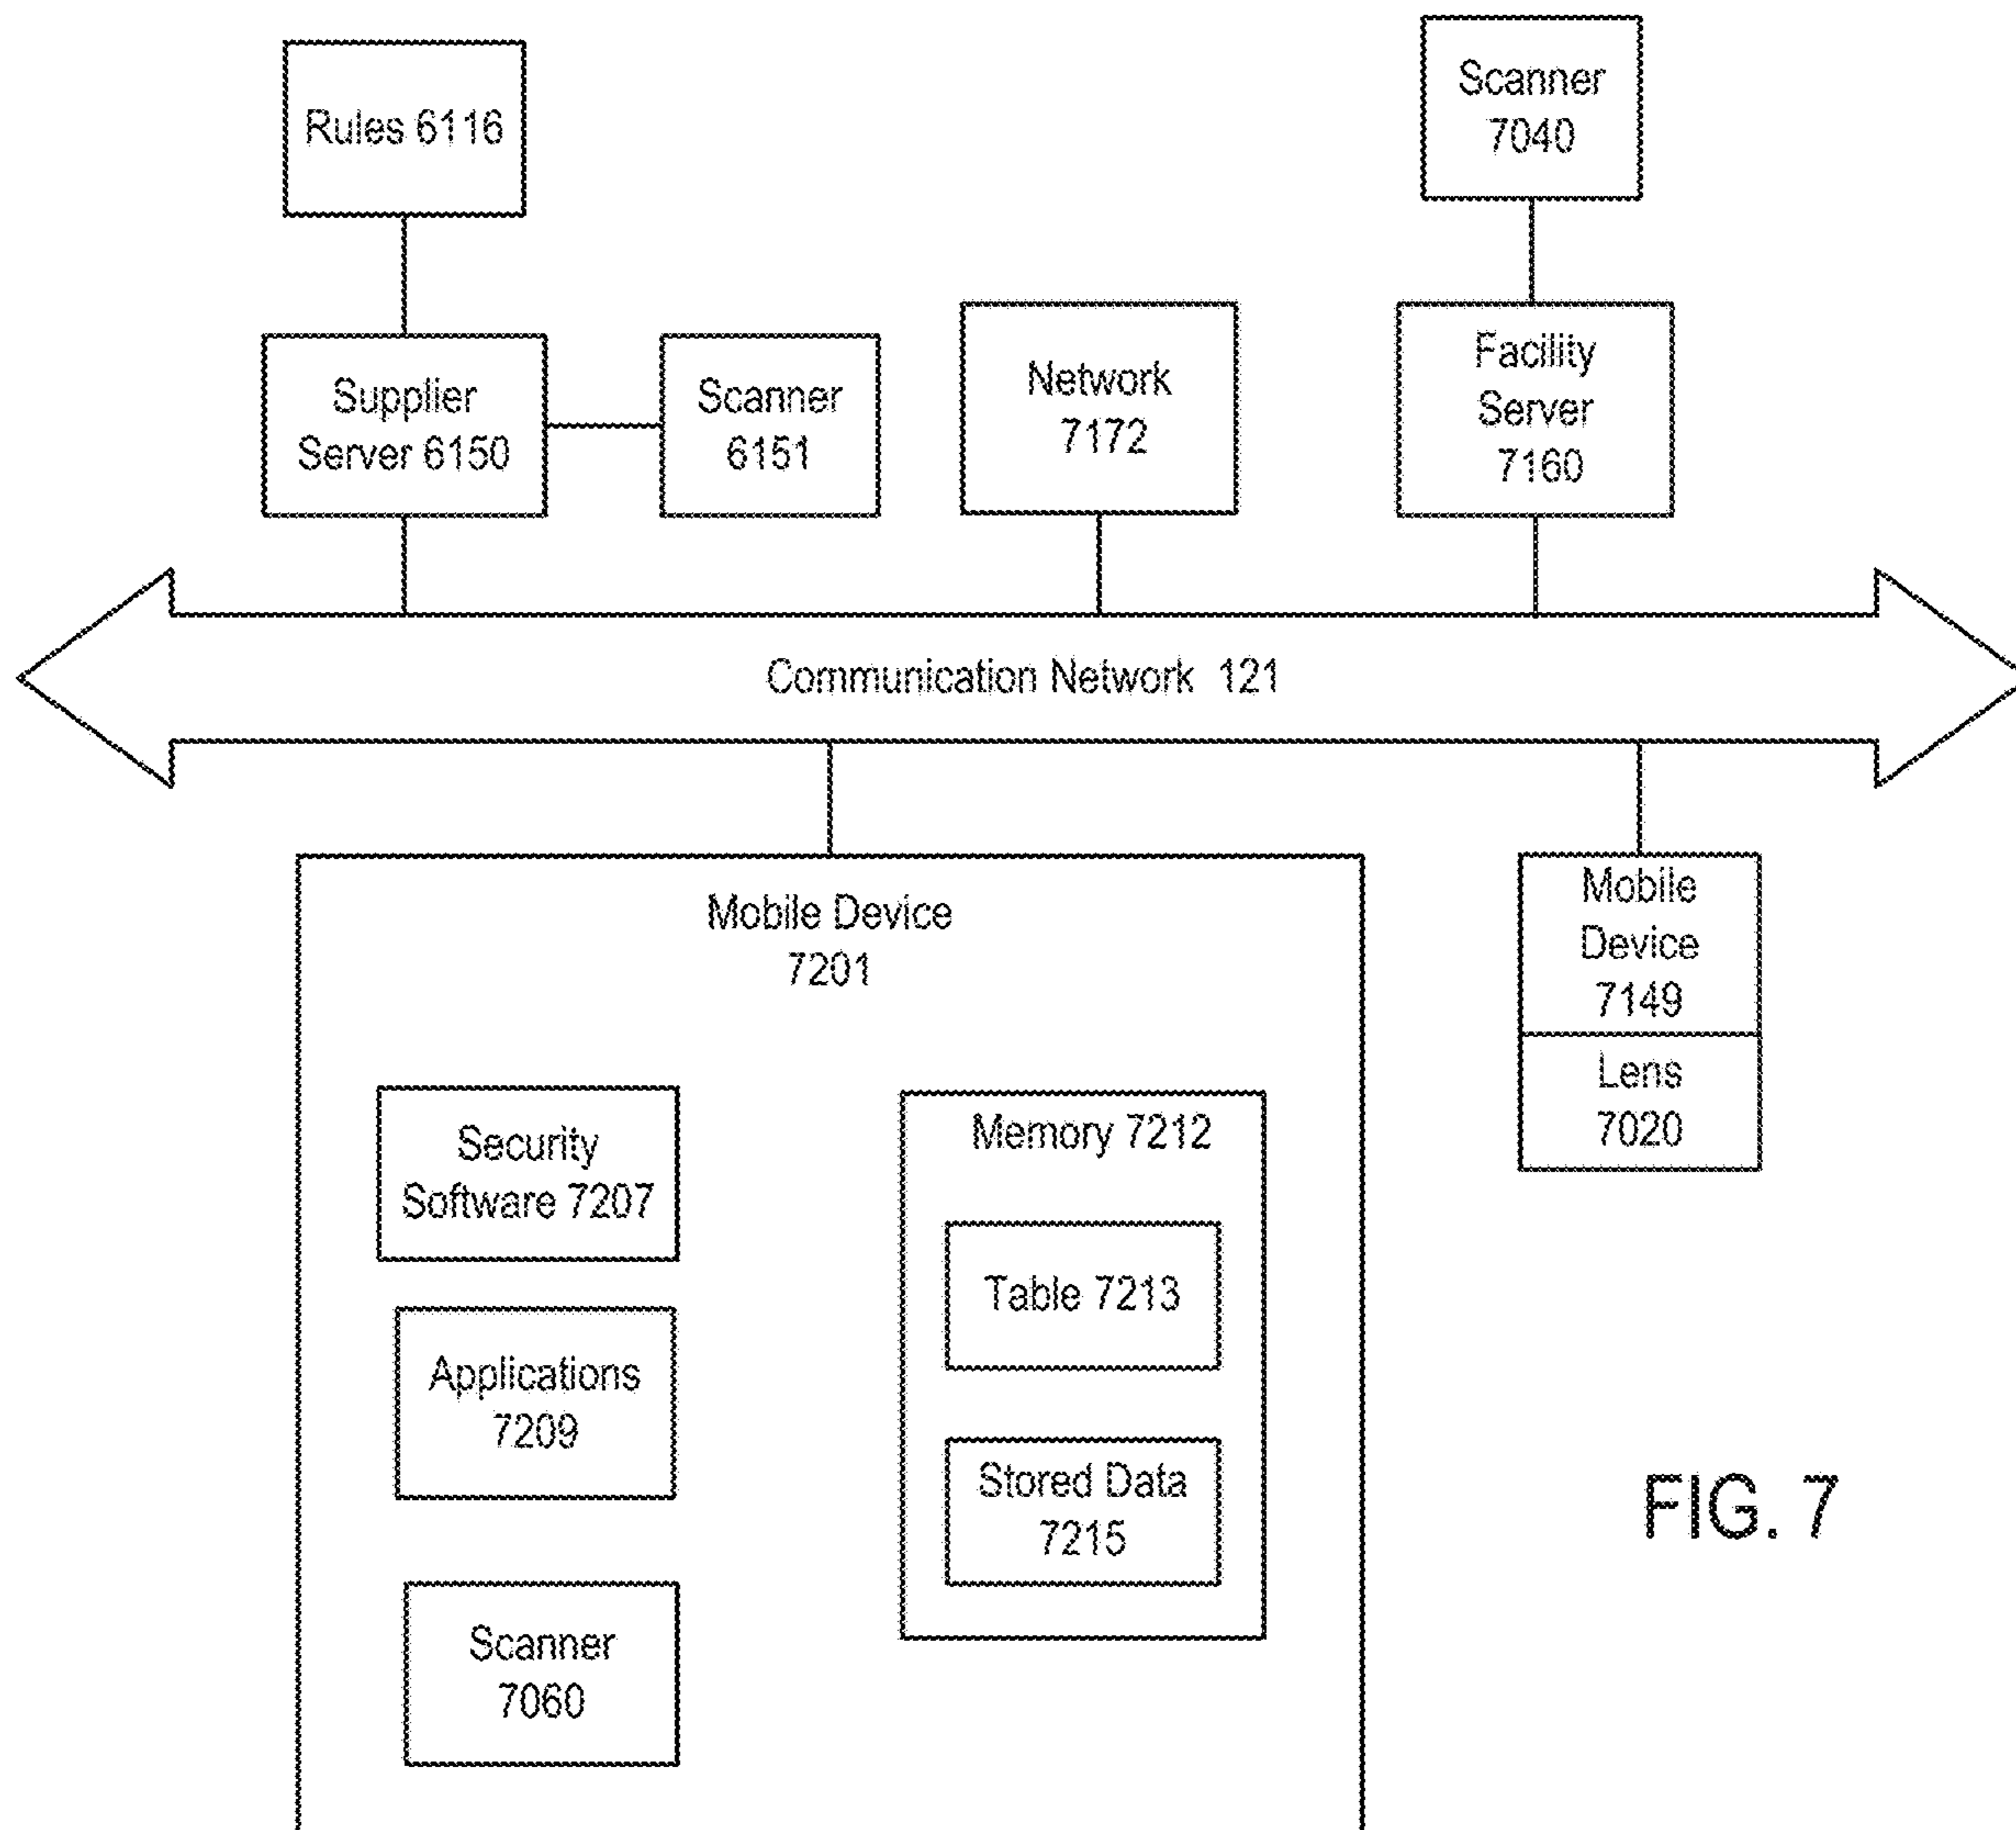 Rules 6116
Scanner
7040
Supplier
Server 6150
Scanner
6151
Network
7172
Facility
Server
7160
Communication Network 121
Mobile Device
7201
Mobile
Device
7149
Lens
7020
Security
Software 7207
Memory 7212
Table 7213
Applications
7209
Stored Data
7215
Scanner
7060
FIG. 7